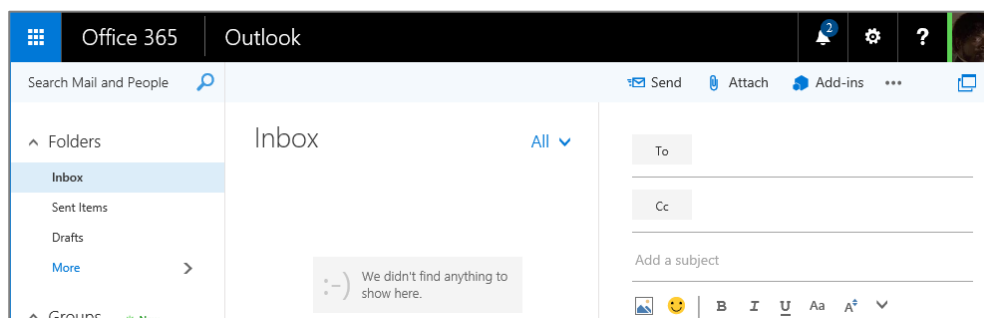 Office 365 Outlook 2 ?
Search Mail and People Send Attach Add-ins •••
Folders
Inbox
Sent Items
Drafts
More
Groups
Inbox All
:-) We didn't find anything to
show here.
To
Cc
Add a subject
B I U Aa A